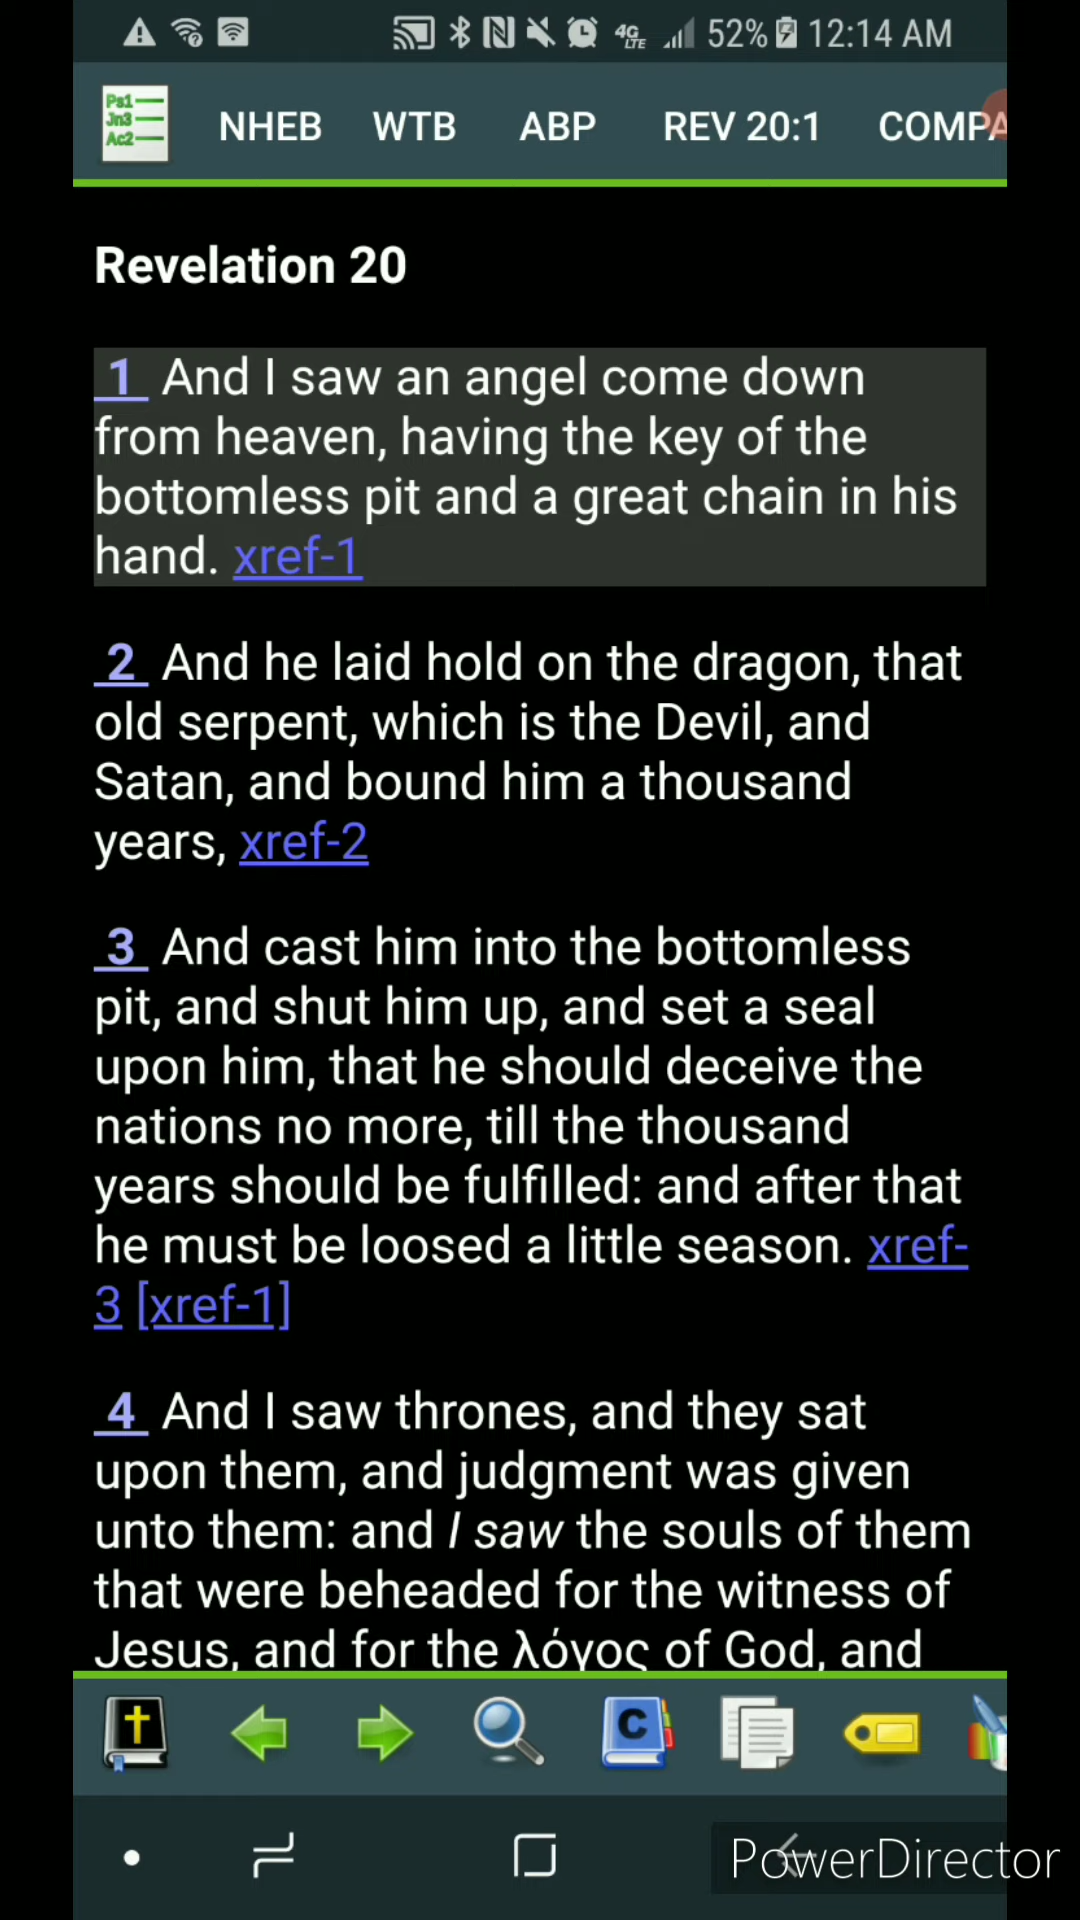 52% 12:14 AM
Ps1
Jn3
Ac2
NHEB WTB ABP REV 20:1 COMPA
Revelation 20
1 And I saw an angel come down
from heaven, having the key of the
bottomless pit and a great chain in his
hand. xref-1
2 And he laid hold on the dragon, that
old serpent, which is the Devil, and
Satan, and bound him a thousand
years, xref-2
3 And cast him into the bottomless
pit, and shut him up, and set a seal
upon him, that he should deceive the
nations no more, till the thousand
years should be fulfilled: and after that
he must be loosed a little season. xref-
3 [xref-1]
4 And I saw thrones, and they sat
upon them, and judgment was given
unto them: and I saw the souls of them
that were beheaded for the witness of
Jesus, and for the λόγος of God, and
C
PowerDirector